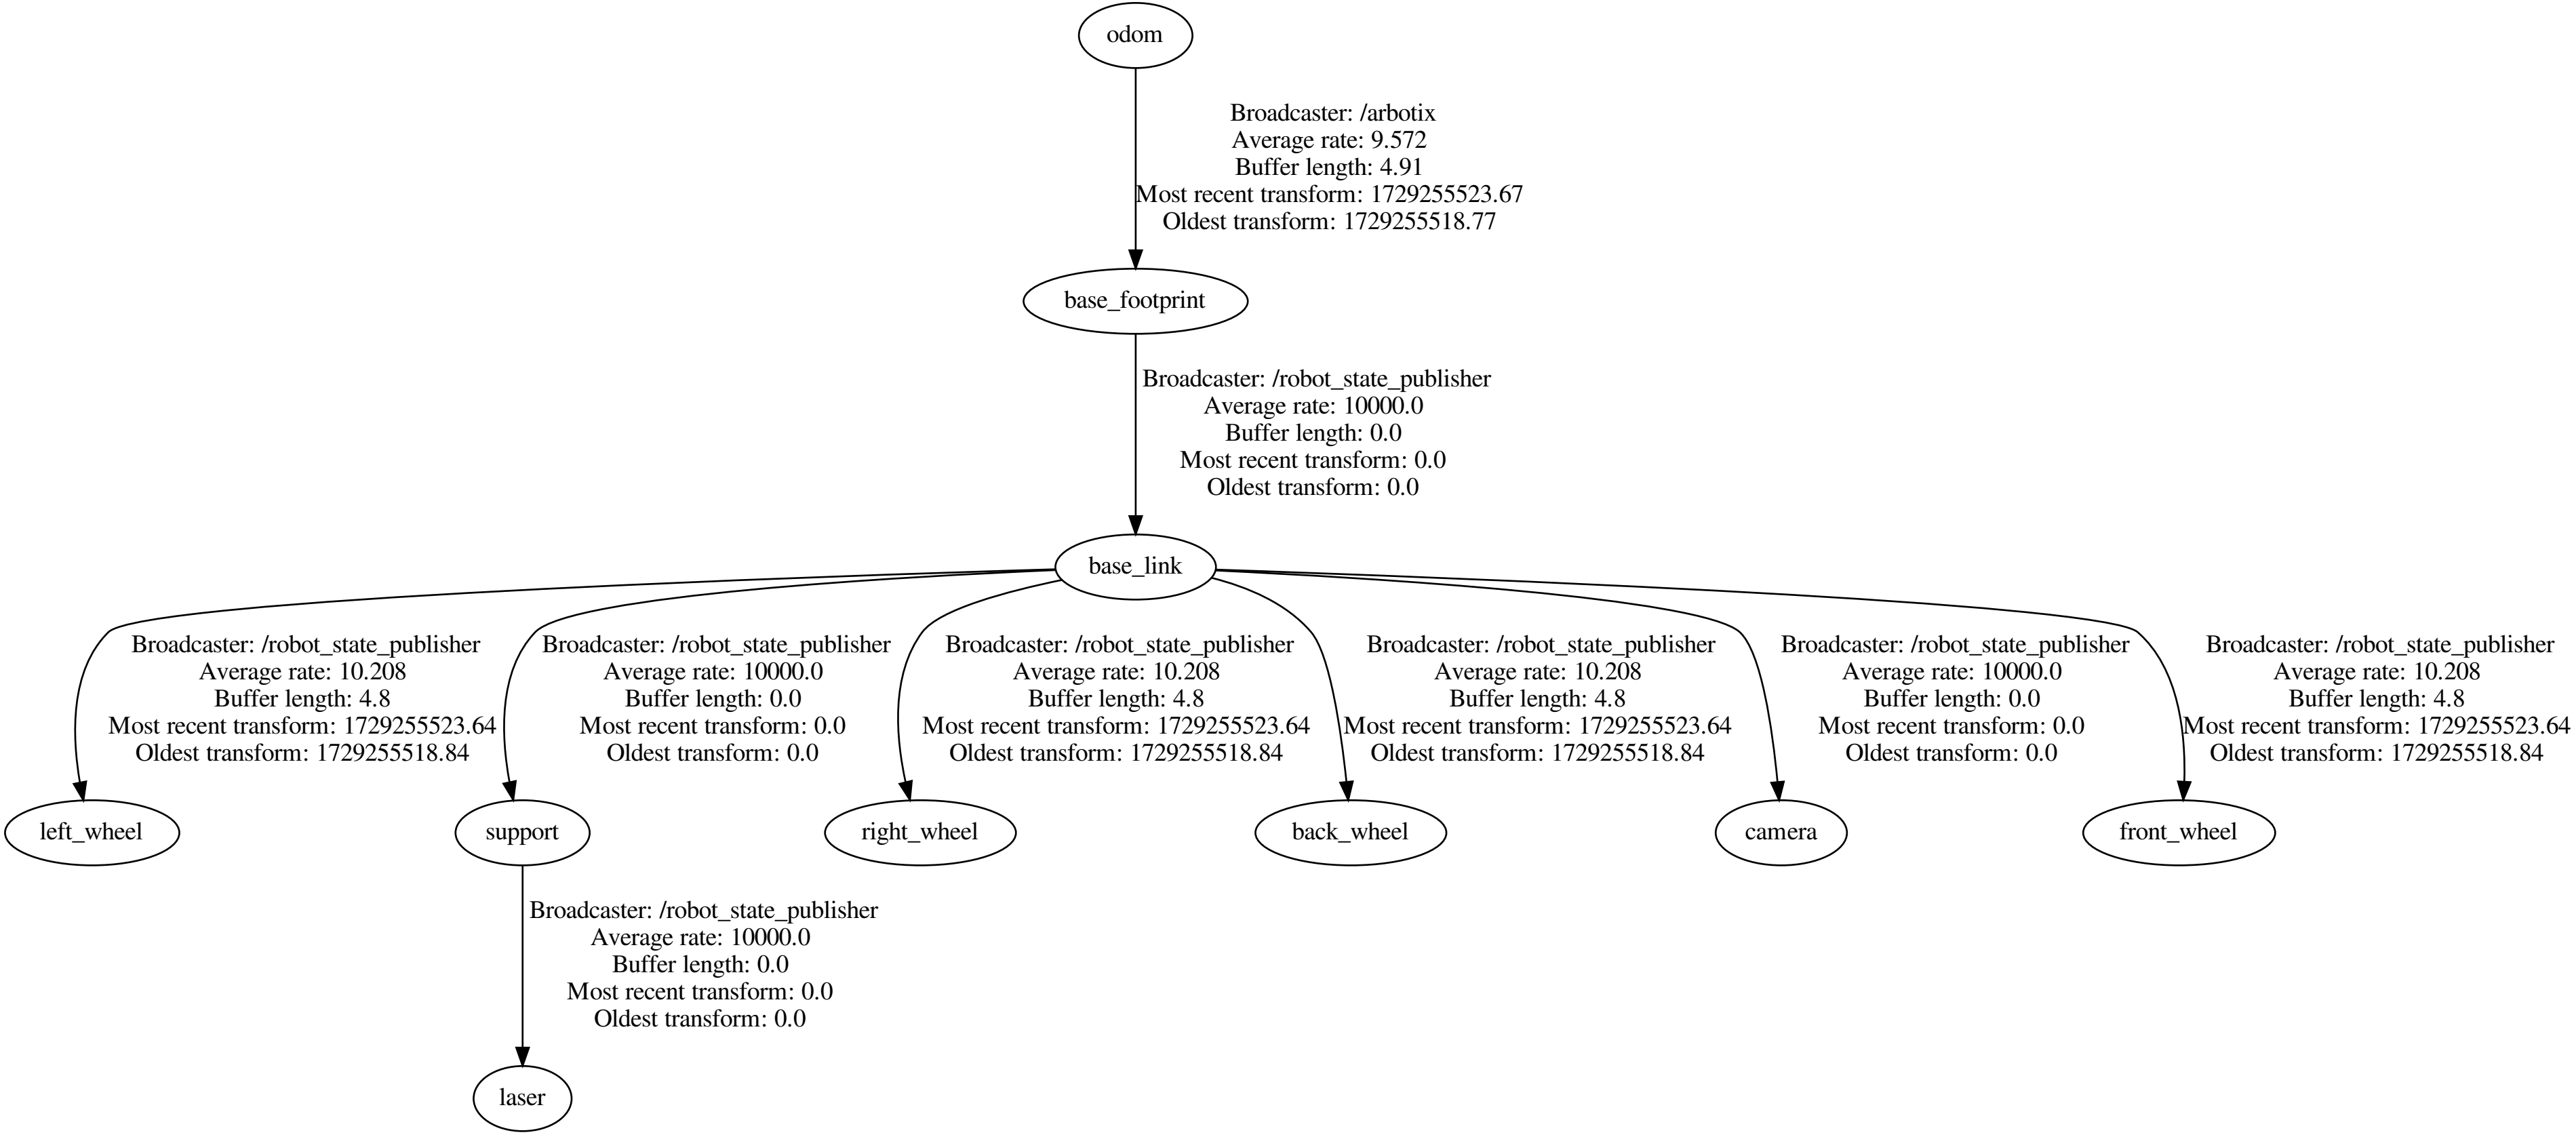 odom
Broadcaster: /arbotix
Average rate: 9.572
Buffer length: 4.91
Most recent transform: 1729255523.67
Oldest transform: 1729255518.77
base_footprint
Broadcaster: /robot_state_publisher
Average rate: 10000.0
Buffer length: 0.0
Most recent transform: 0.0
Oldest transform: 0.0
base_link
Broadcaster: /robot_state_publisher
Average rate: 10.208
Buffer length: 4.8
Most recent transform: 1729255523.64
Oldest transform: 1729255518.84
Broadcaster: /robot_state_publisher
Average rate: 10000.0
Buffer length: 0.0
Most recent transform: 0.0
Oldest transform: 0.0
Broadcaster: /robot_state_publisher
Average rate: 10.208
Buffer length: 4.8
Most recent transform: 1729255523.64
Oldest transform: 1729255518.84
Broadcaster: /robot_state_publisher
Average rate: 10.208
Buffer length: 4.8
Most recent transform: 1729255523.64
Oldest transform: 1729255518.84
Broadcaster: /robot_state_publisher
Average rate: 10000.0
Buffer length: 0.0
Most recent transform: 0.0
Oldest transform: 0.0
Broadcaster: /robot_state_publisher
Average rate: 10.208
Buffer length: 4.8
Most recent transform: 1729255523.64
Oldest transform: 1729255518.84
left_wheel
support
right_wheel
back_wheel
camera
front_wheel
Broadcaster: /robot_state_publisher
Average rate: 10000.0
Buffer length: 0.0
Most recent transform: 0.0
Oldest transform: 0.0
laser